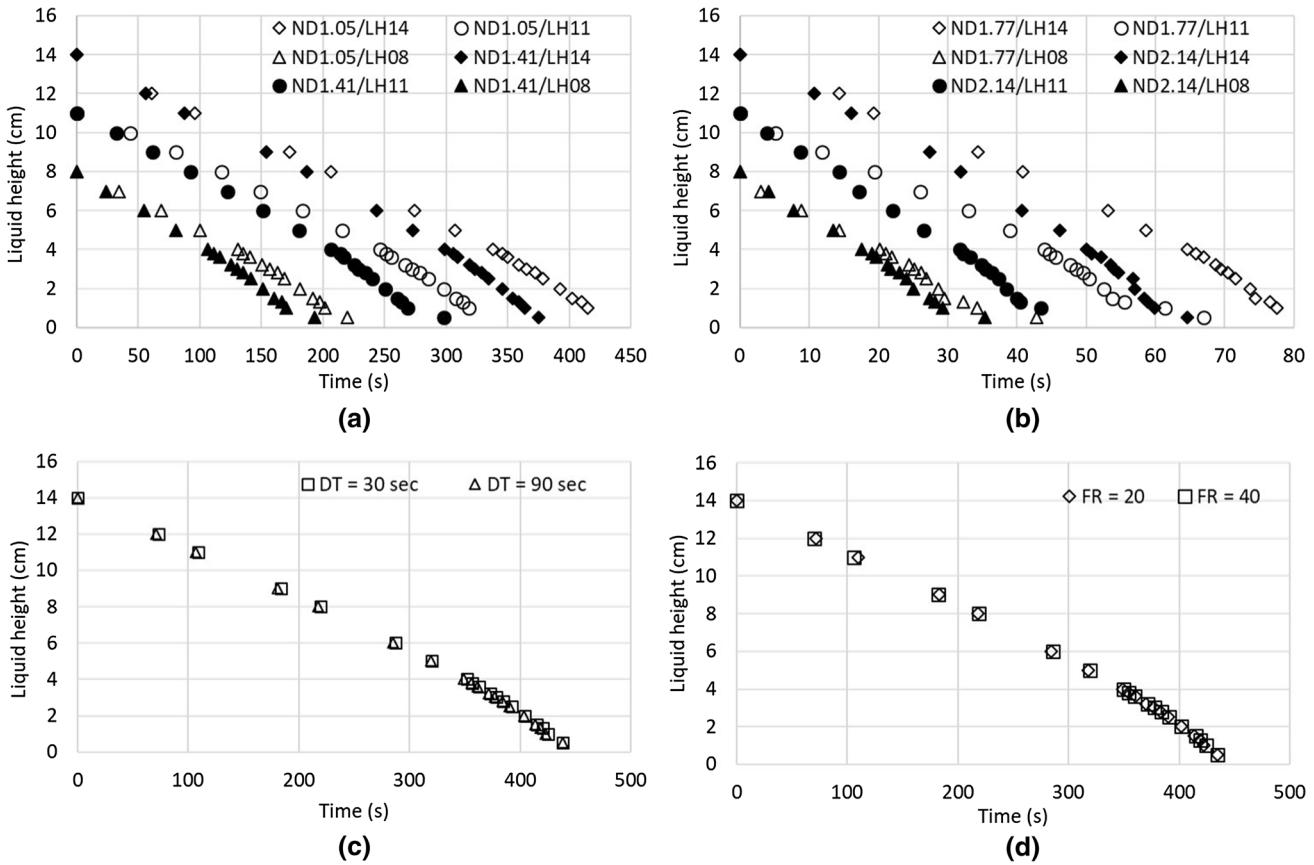 16
14
12
10
8
6
4
2
0
Liquid height (cm)
ND1.05/LH14 ND1.05/LH11
ND1.05/LH08 ND1.41/LH14
ND1.41/LH11 ND1.41/LH08
0 50 100 150 200 250 300 350 400 450
Time (s)
(a)
16
14
12
10
8
6
4
2
0
Liquid height (cm)
ND1.77/LH14 ND1.77/LH11
ND1.77/LH08 ND2.14/LH14
ND2.14/LH11 ND2.14/LH08
0 10 20 30 40 50 60 70 80
Time (s)
(b)
16
14
12
10
8
6
4
2
0
Liquid height (cm)
DT = 30 sec DT = 90 sec
0 100 200 300 400 500
Time (s)
(c)
16
14
12
10
8
6
4
2
0
Liquid height (cm)
FR = 20 FR = 40
0 100 200 300 400 500
Time (s)
(d)